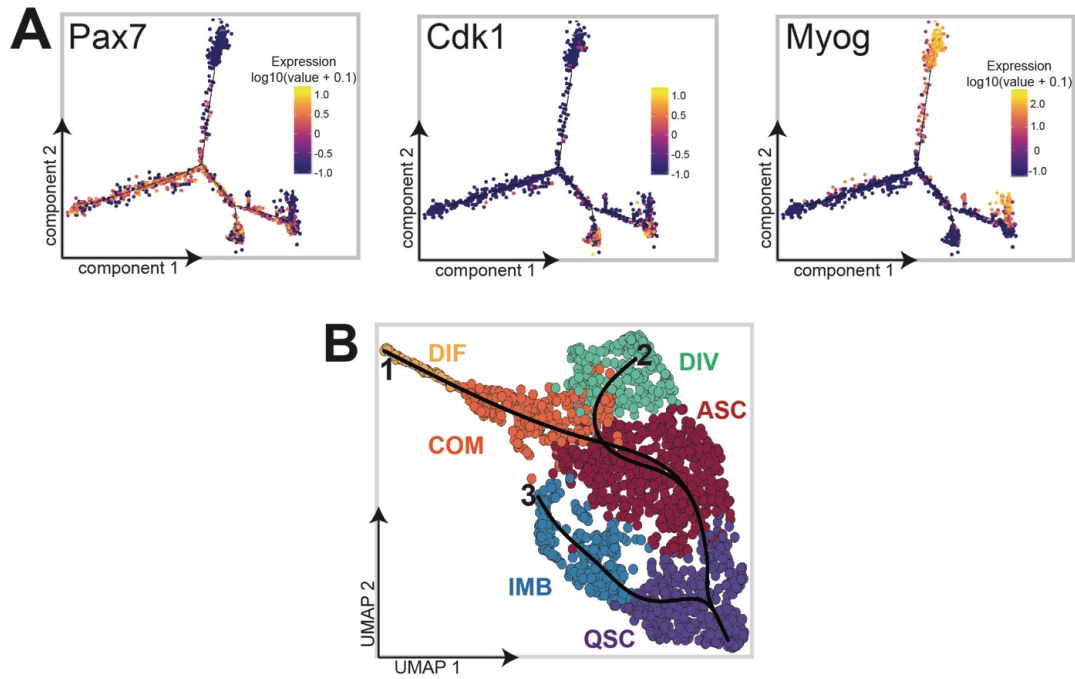 A
Pax7
Expression
log10(value + 0.1)
1.0
0.5
0
-0.5
-1.0
component 2
component 1
Cdk1
1.0
0.5
0
-0.5
-1.0
component 2
component 1
Myog
Expression
log10(value + 0.1)
2.0
1.0
0
-1.0
component 2
component 1
B
1
DIF
2
DIV
ASC
COM
3
IMB
QSC
UMAP 2
UMAP 1